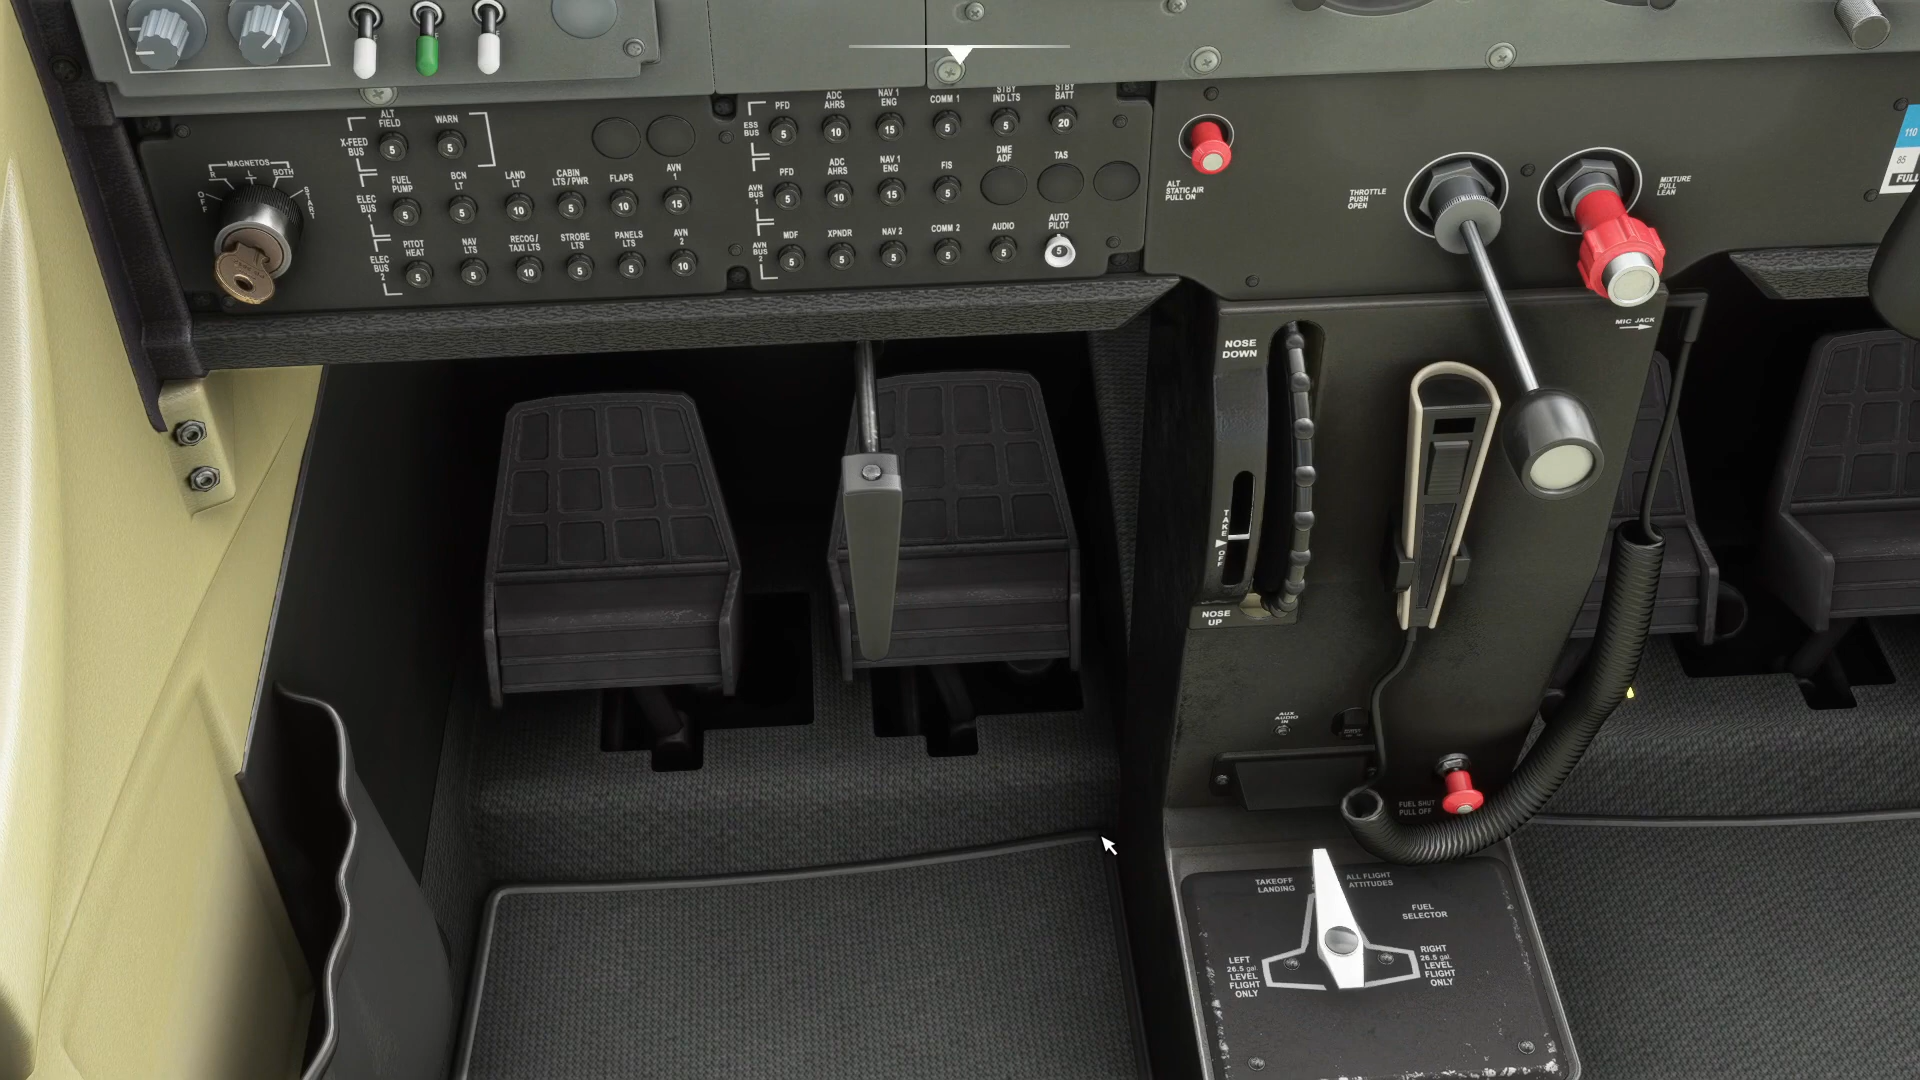 ALT
FIELD
WARN
X-FEED
BUS
5
5
MAGNETOS
R
L
BOTH
OFF
START
FUEL
PUMP
BCN
LT
LAND
LT
CABIN
LTS / PWR
FLAPS
AVN
1
ELEC
BUS
1
5
5
10
5
10
15
PITOT
HEAT
NAV
LTS
RECOG/
TAXI LTS
STROBE
LTS
PANELS
LTS
AVN
2
ELEC
BUS
2
5
5
10
5
5
10
PFD
ADC
AHRS
NAV 1
ENG
COMM 1
STBY
IND LTS
STBY
BATT
ESS
BUS
5
10
15
5
5
20
PFD
ADC
AHRS
NAV 1
ENG
FIS
DME
ADF
TAS
AVN
BUS
1
5
10
15
5
MDF
XPNDR
NAV 2
COMM 2
AUDIO
AUTO
PILOT
AVN
BUS
2
5
5
5
5
5
5
ALT
STATIC AIR
PULL ON
THROTTLE
PUSH
OPEN
MIXTURE
PULL
LEAN
110
85
FULL
MIC JACK
NOSE
DOWN
TAKE
OFF
NOSE
UP
AUX
AUDIO
IN
FUEL SHUT
PULL OFF
TAKEOFF
LANDING
ALL FLIGHT
ATTITUDES
FUEL
SELECTOR
LEFT
26.5 gal.
LEVEL
FLIGHT
ONLY
RIGHT
26.5 gal.
LEVEL
FLIGHT
ONLY